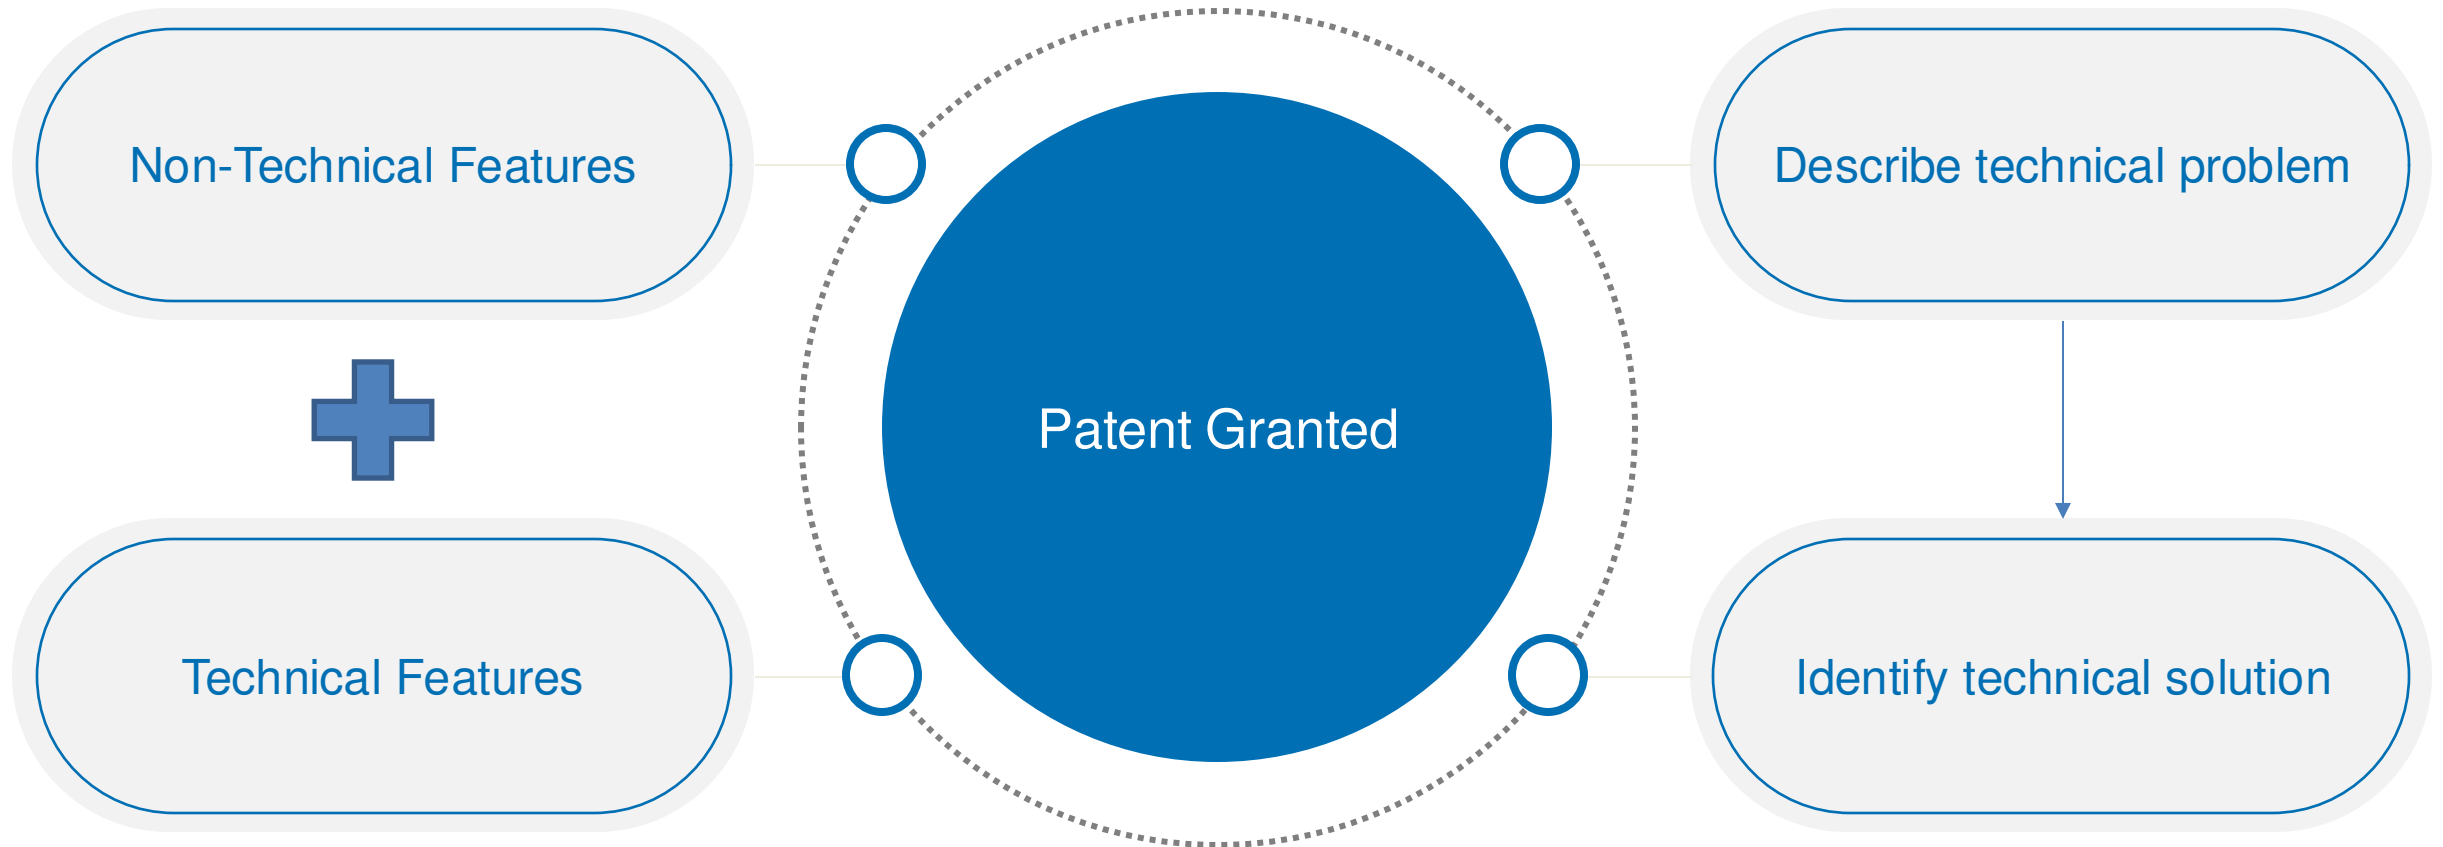 Non-Technical Features
Describe technical problem
Patent Granted
Technical Features
Identify technical solution